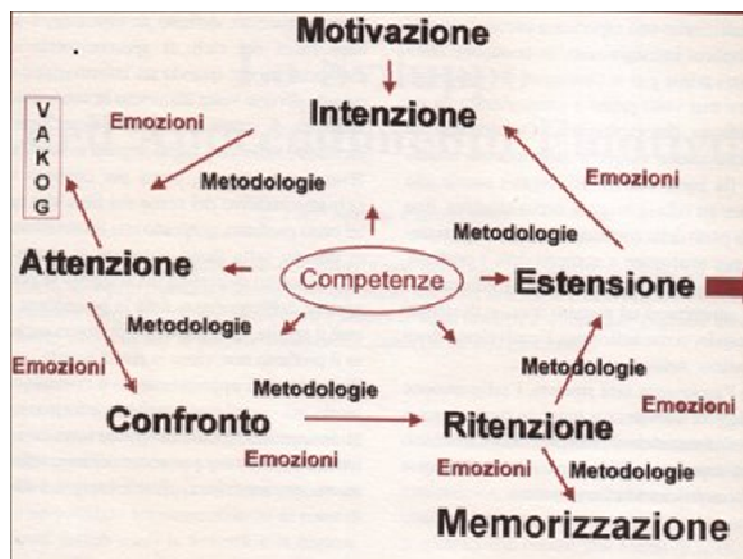 Motivazione
Intenzione
V
A
K
O
G
Emozioni
Metodologie
Emozioni
Metodologie
Attenzione
Competenze
Estensione
Metodologie
Emozioni
Metodologie
Metodologie
Emozioni
Confronto
Ritenzione
Emozioni
Emozioni
Metodologie
Memorizzazione